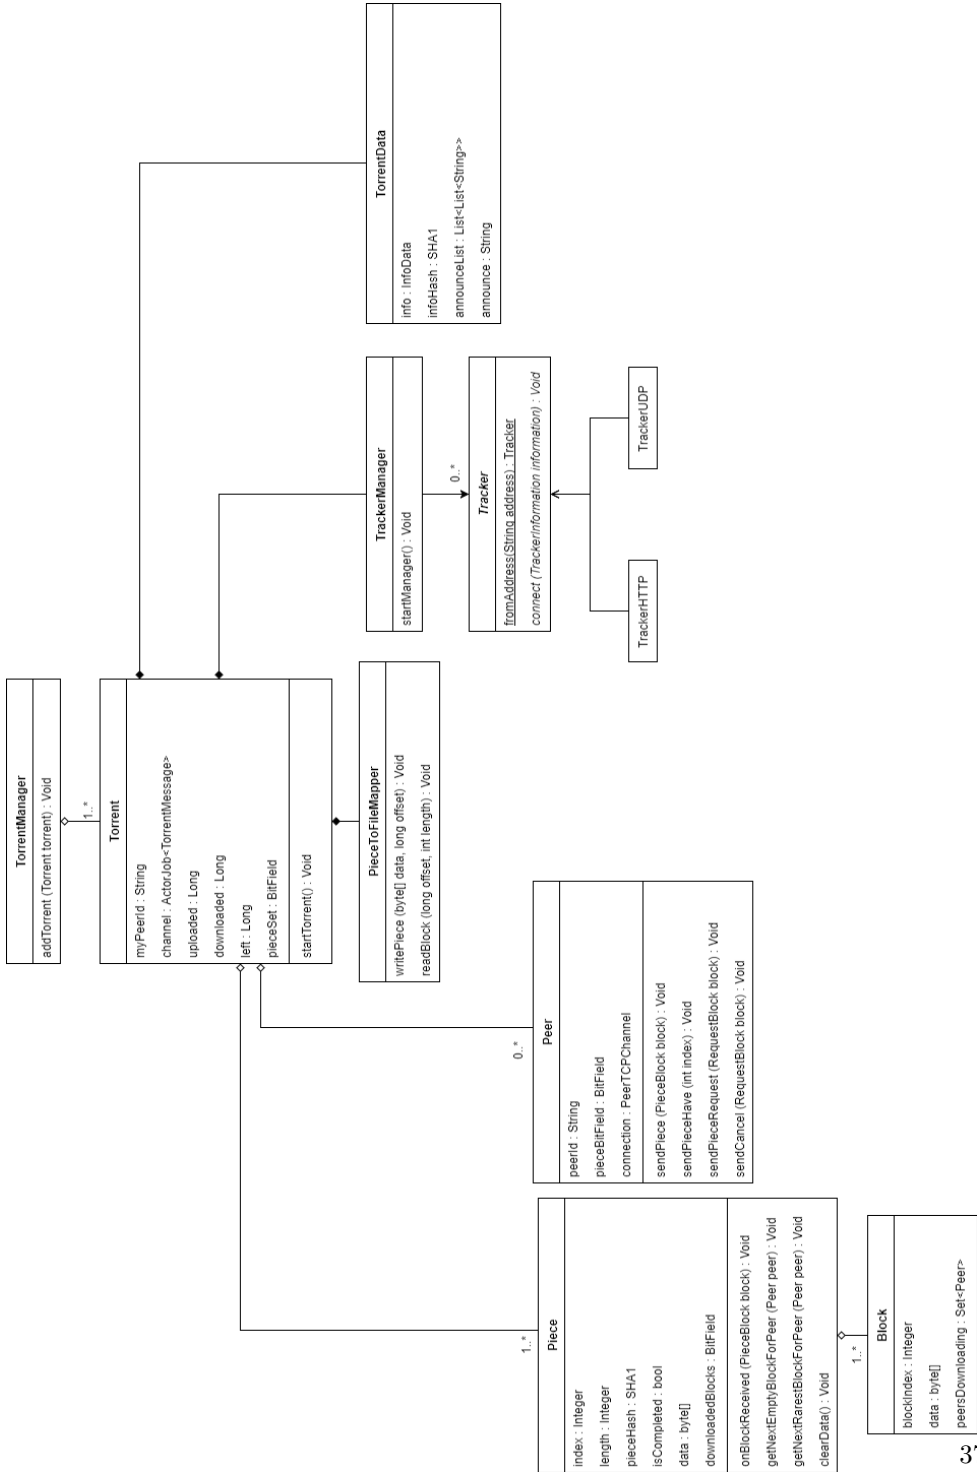 TorrentManager
addTorrent (Torrent torrent) : Void
1..*
Torrent
myPeerId : String
channel : ActorJob<TorrentMessage>
uploaded : Long
downloaded : Long
left : Long
pieceSet : BitField
startTorrent() : Void
PieceToFileMapper
writePiece (byte[] data, long offset) : Void
readBlock (long offset, int length) : Void
TrackerManager
startManager() : Void
0..*
Tracker
fromAddress(String address) : Tracker
connect (TrackerInformation information) : Void
TrackerHTTP
TrackerUDP
TorrentData
info : InfoData
infoHash : SHA1
announceList : List<List<String>>
announce : String
0..*
Peer
peerId : String
pieceBitField : BitField
connection : PeerTCPChannel
sendPiece (PieceBlock block) : Void
sendPieceHave (int index) : Void
sendPieceRequest (RequestBlock block) : Void
sendCancel (RequestBlock block) : Void
1..*
Piece
index : Integer
length : Integer
pieceHash : SHA1
isCompleted : bool
data : byte[]
downloadedBlocks : BitField
onBlockReceived (PieceBlock block) : Void
getNextEmptyBlockForPeer (Peer peer) : Void
getNextRarestBlockForPeer (Peer peer) : Void
clearData() : Void
1..*
Block
blockIndex : Integer
data : byte[]
peersDownloading : Set<Peer>
37